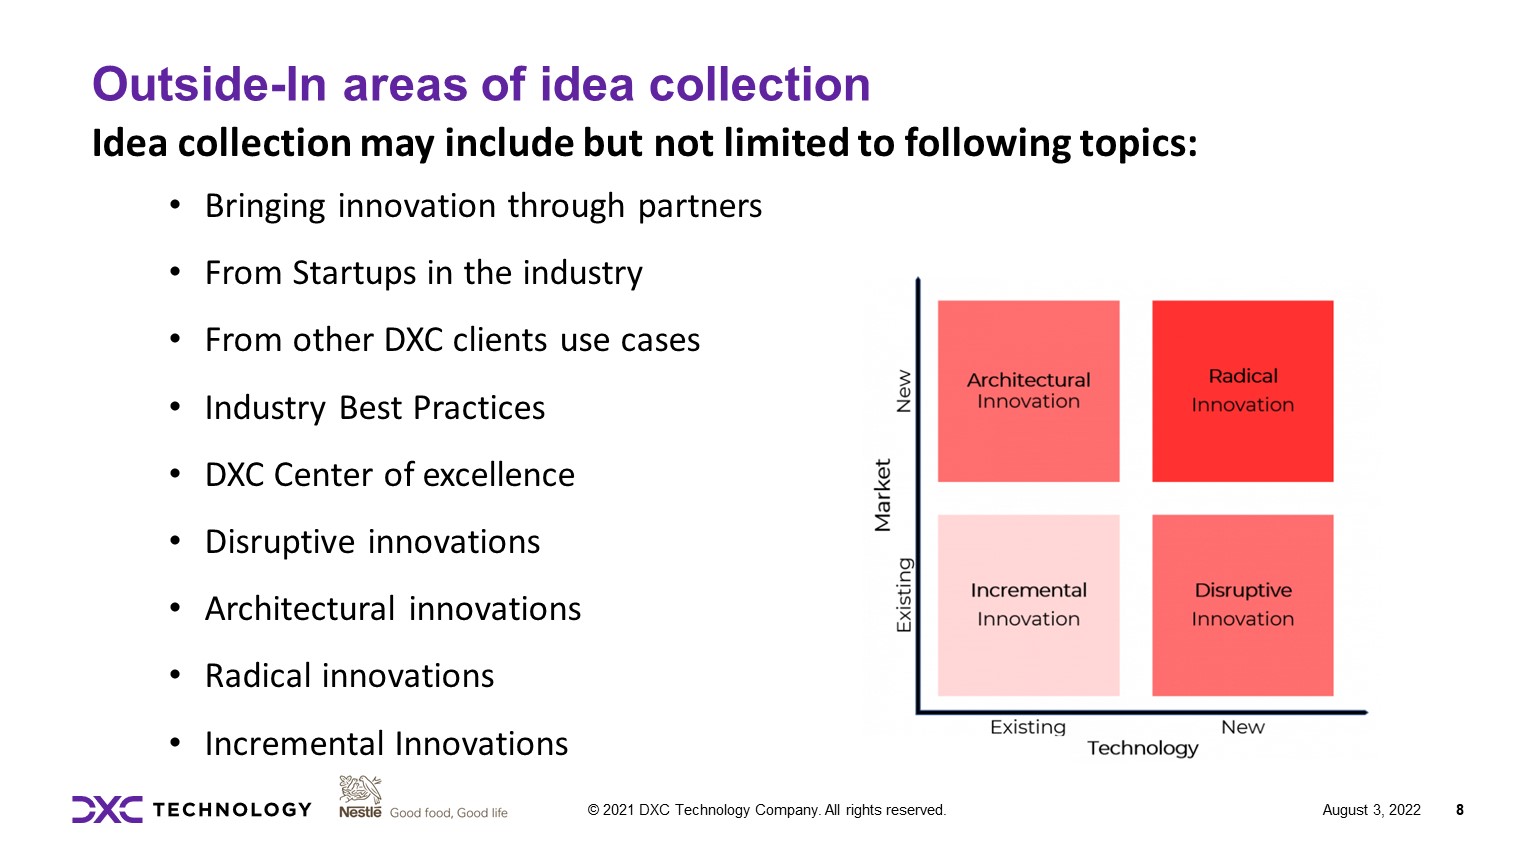 Outside-In areas of idea collection
Idea collection may include but not limited to following topics:
• Bringing innovation through partners
• From Startups in the industry
• From other DXC clients use cases
• Industry Best Practices
• DXC Center of excellence
• Disruptive innovations
• Architectural innovations
• Radical innovations
• Incremental Innovations
Market
New
Existing
Architectural
Innovation
Radical
Innovation
Incremental
Innovation
Disruptive
Innovation
Existing
New
Technology
DXC TECHNOLOGY
Nestlé
Good food, Good life
© 2021 DXC Technology Company. All rights reserved.
August 3, 2022
8